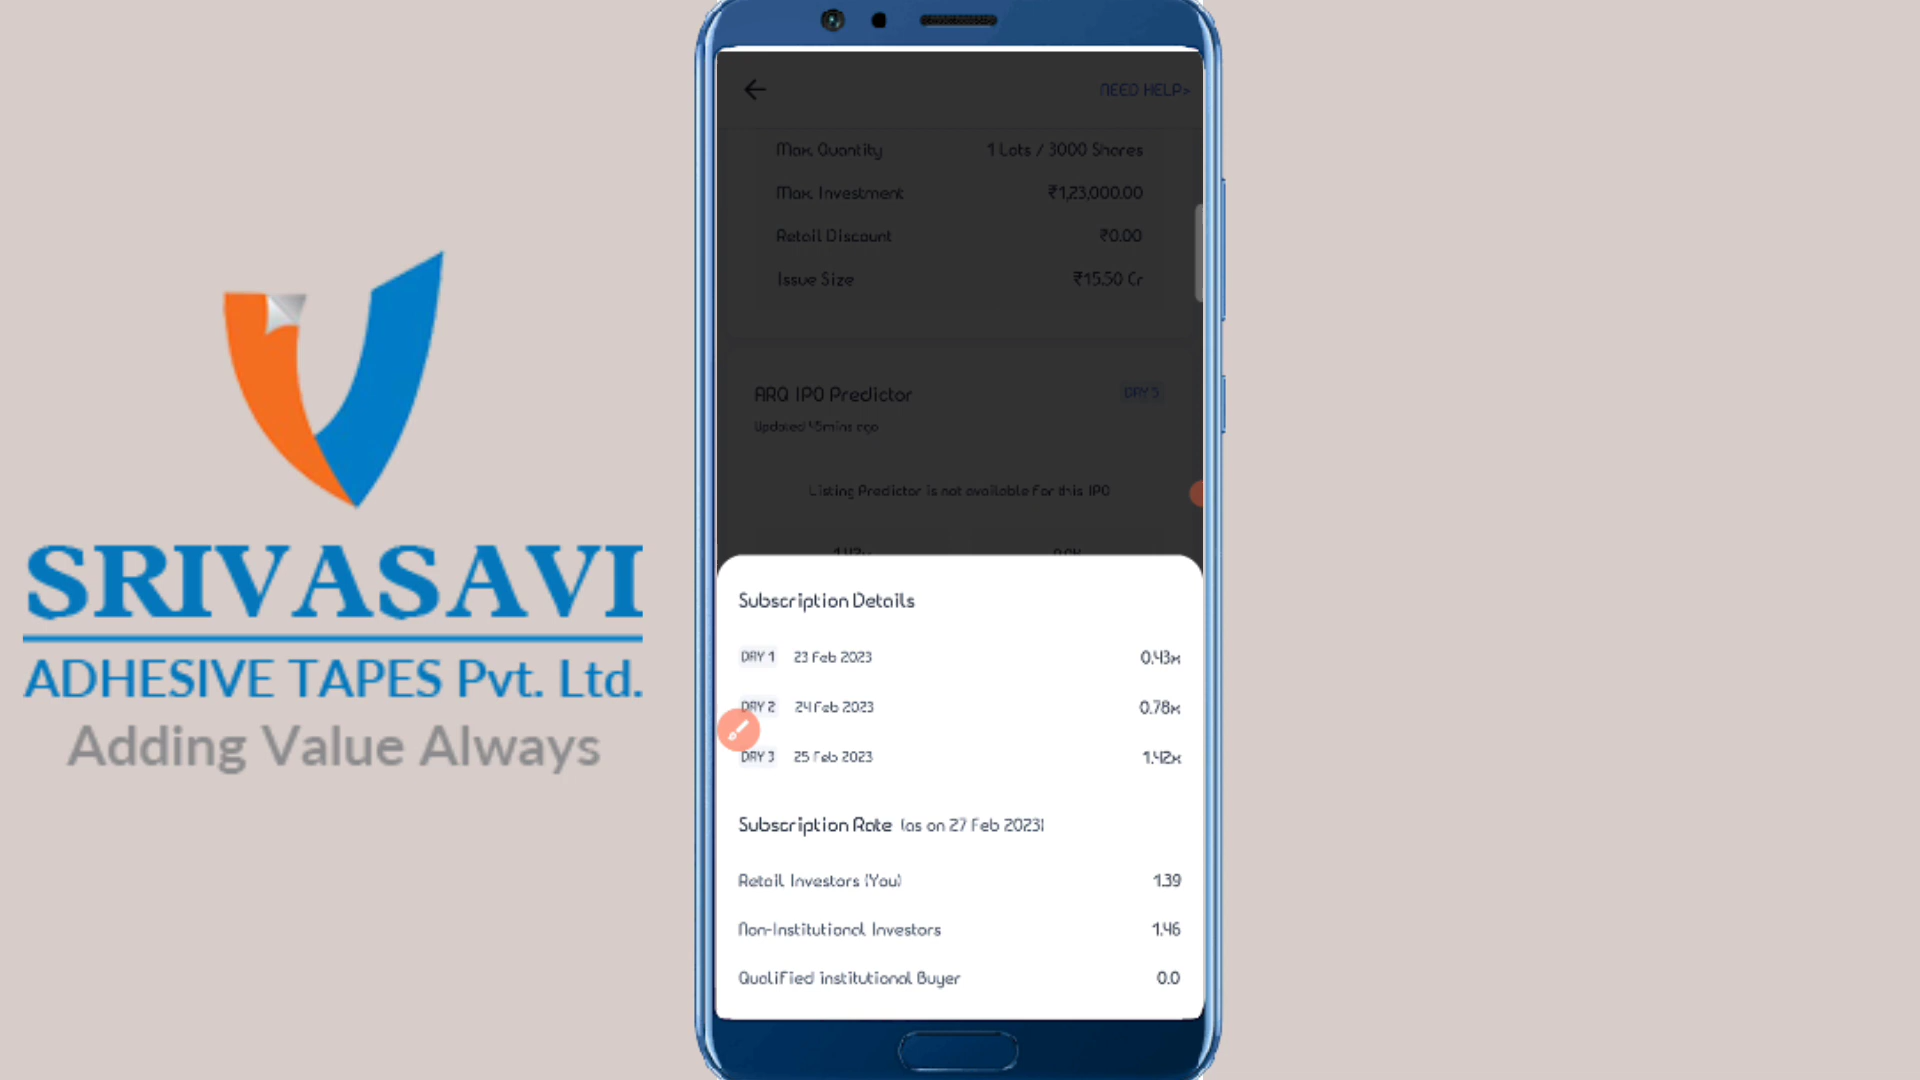 SRIVASAVI
ADHESIVE TAPES Pvt. Ltd.
Adding Value Always
NEED HELP>
Max. Quantity 1 Lots / 3000 Shares
Max. Investment ₹1,23,000.00
Retail Discount ₹0.00
Issue Size ₹15.50 Cr
ARQ IPO Predictor
Updated 45mins ago
Listing Predictor is not available for this IPO
Subscription Details
DAY 1 23 Feb 2023 0.43x
DAY 2 24 Feb 2023 0.78x
DAY 3 25 Feb 2023 1.42x
Subscription Rate (as on 27 Feb 2023)
Retail Investors (You) 1.39
Non-Institutional Investors 1.46
Qualified institutional Buyer 0.0